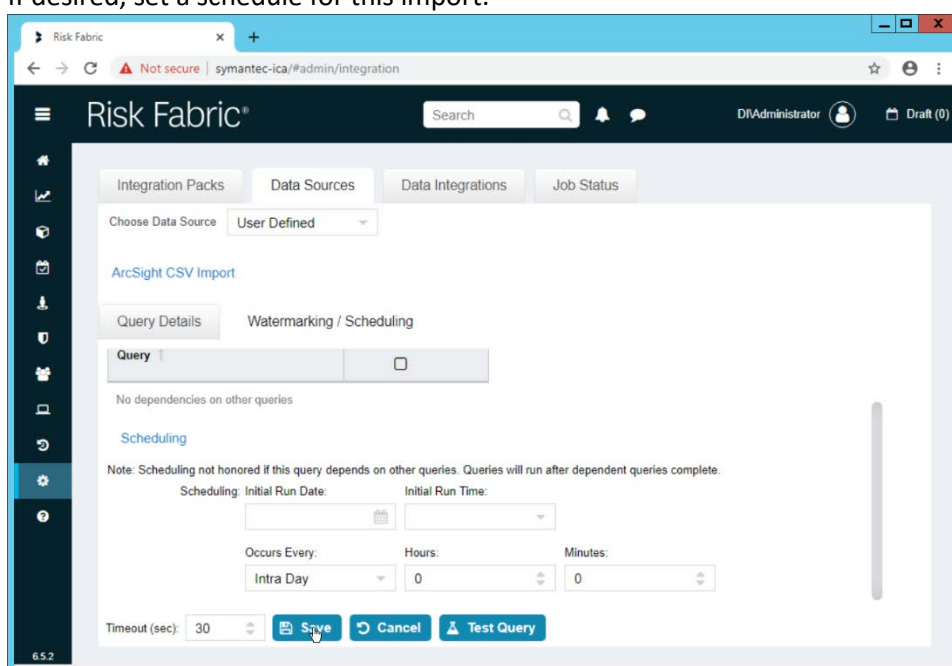 If desired, set a schedule for this import.
Risk Fabric
Not secure | symantec-ica/#admin/integration
Risk Fabric®
Search
DI\Administrator
Draft (0)
Integration Packs Data Sources Data Integrations Job Status
Choose Data Source User Defined
ArcSight CSV Import
Query Details Watermarking / Scheduling
Query
No dependencies on other queries
Scheduling
Note: Scheduling not honored if this query depends on other queries. Queries will run after dependent queries complete.
Scheduling: Initial Run Date: Initial Run Time:
Occurs Every: Hours: Minutes:
Intra Day 0 0
Timeout (sec): 30 Save Cancel Test Query
6.5.2